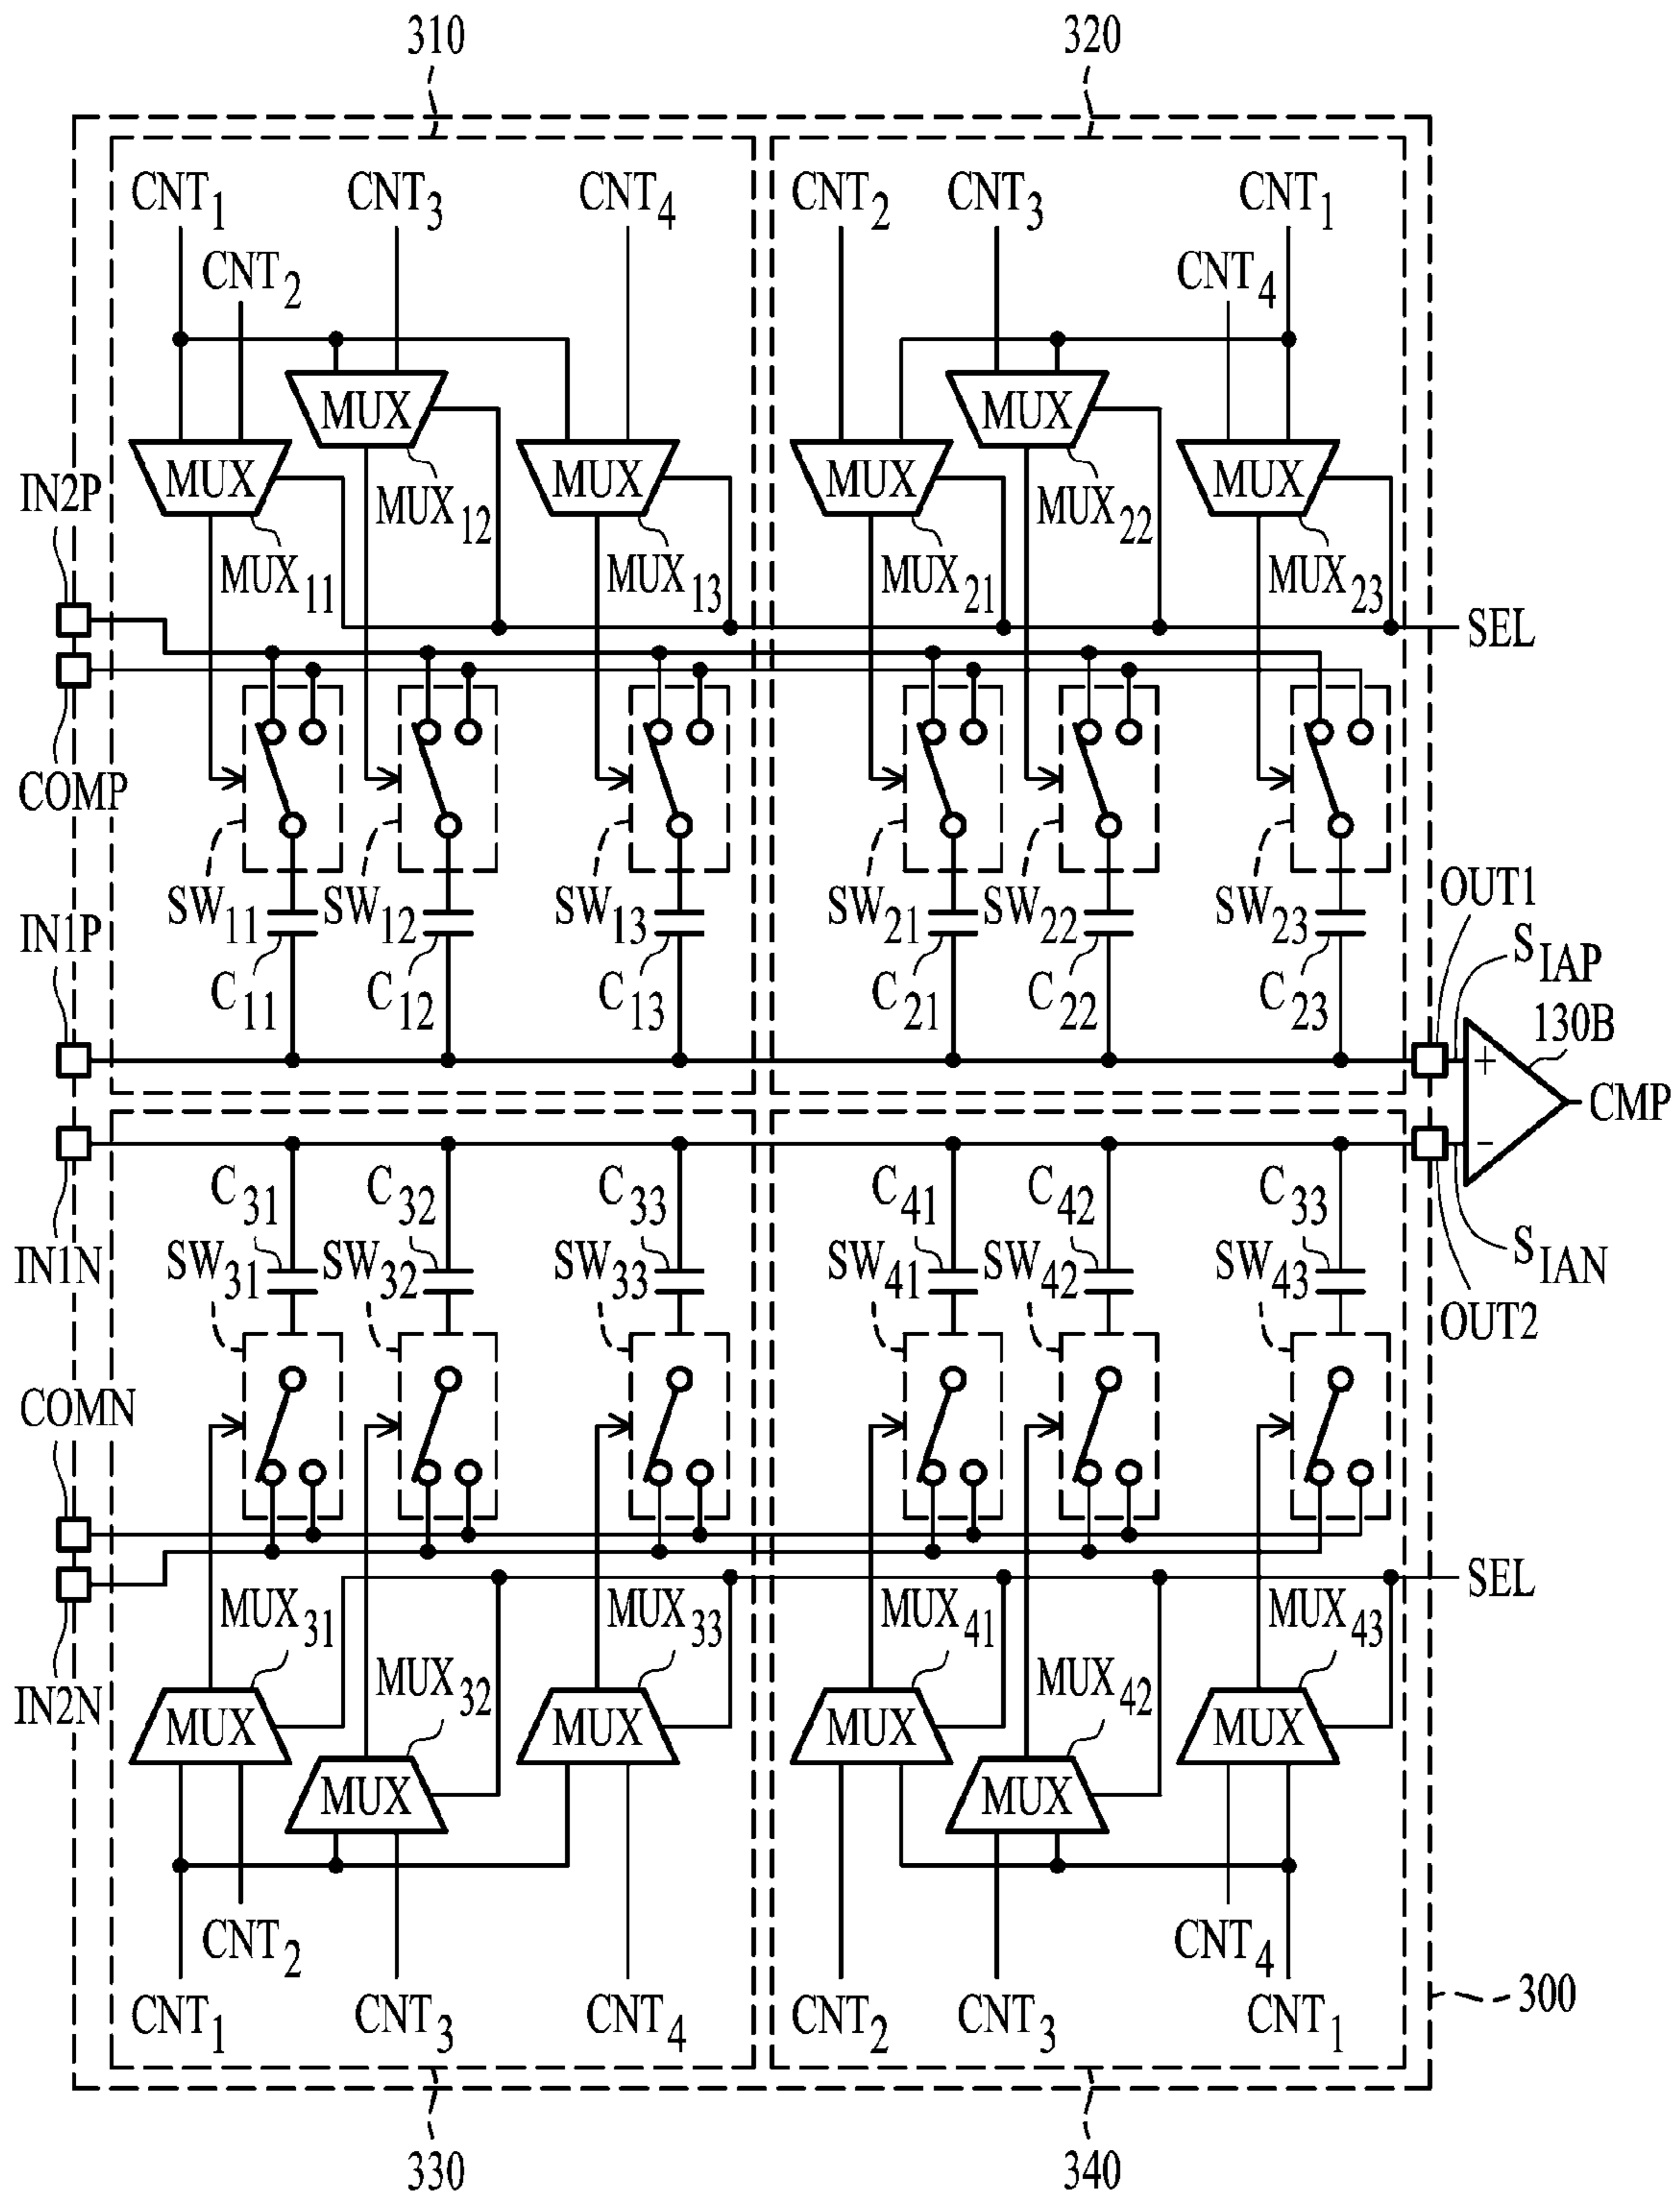 310 320
CNT1 CNT3 CNT4 CNT2 CNT3 CNT1
CNT2 CNT4
MUX MUX
MUX MUX MUX MUX
IN2P MUX12 MUX22
MUX11 MUX13 MUX21 MUX23
SEL
COMP
SW11 SW12 SW13 SW21 SW22 SW23 OUT1
IN1P SIAP
C11 C12 C13 C21 C22 C23 130B
+
CMP
−
C31 C32 C33 C41 C42 C33
IN1N SW31 SW32 SW33 SW41 SW42 SW43 SIAN
OUT2
COMN
SEL
MUX31 MUX33 MUX41 MUX43
IN2N MUX32 MUX42
MUX MUX MUX MUX
MUX MUX
CNT2 CNT4
CNT1 CNT3 CNT4 CNT2 CNT3 CNT1 300
330 340